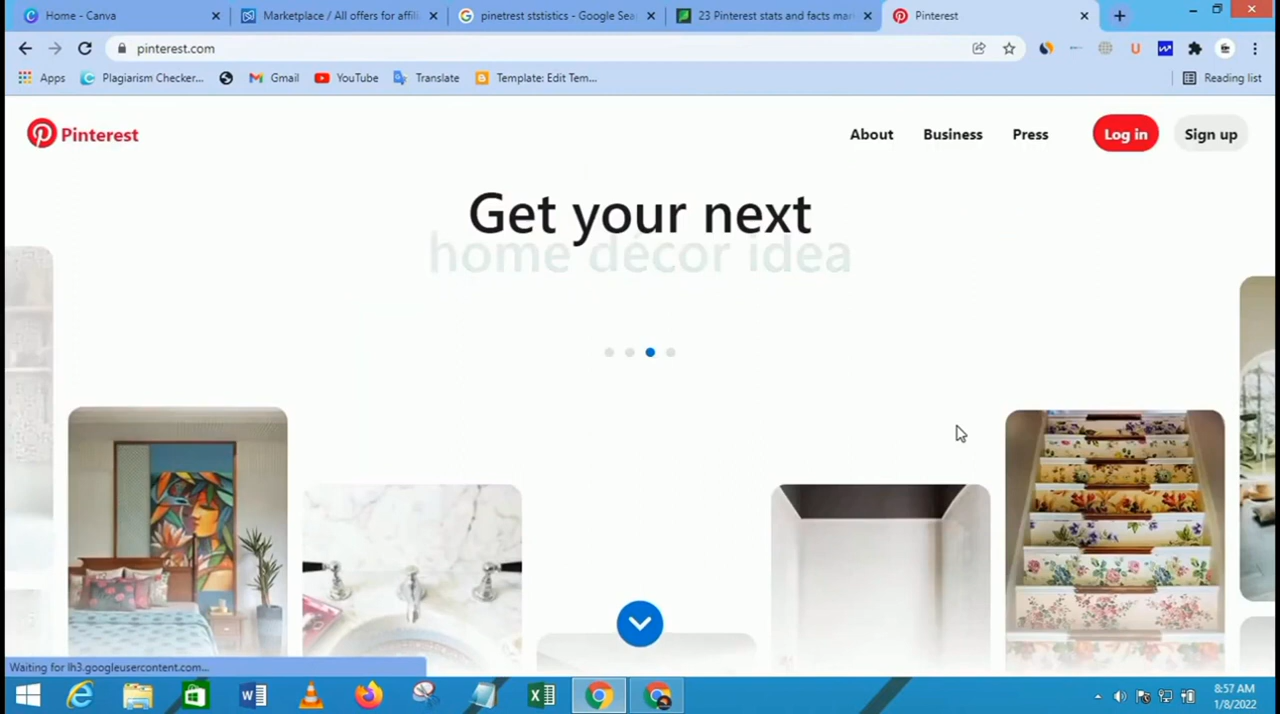 Home - Canva
Marketplace / All offers for affili
pinetrest ststistics - Google Sea
23 Pinterest stats and facts mar
Pinterest
pinterest.com
Apps
Plagiarism Checker...
Gmail
YouTube
Translate
Template: Edit Tem...
Reading list
Pinterest
About
Business
Press
Log in
Sign up
Get your next
home décor idea
Waiting for lh3.googleusercontent.com...
8:57 AM
1/8/2022